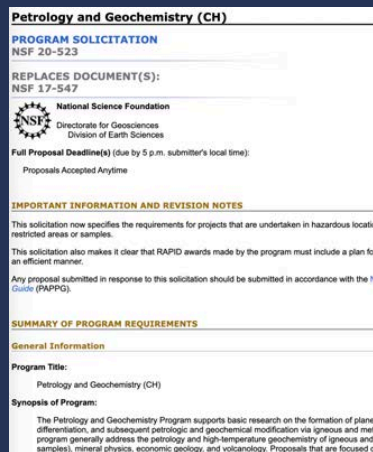 Petrology and Geochemistry (CH)
PROGRAM SOLICITATION
NSF 20-523
REPLACES DOCUMENT(S):
NSF 17-547
NSF
National Science Foundation
Directorate for Geosciences
Division of Earth Sciences
Full Proposal Deadline(s) (due by 5 p.m. submitter's local time):
Proposals Accepted Anytime
IMPORTANT INFORMATION AND REVISION NOTES
This solicitation now specifies the requirements for projects that are undertaken in hazardous
restricted areas or samples.
This solicitation also makes it clear that RAPID awards made by the program must include a plan
an efficient manner.
Any proposal submitted in response to this solicitation should be submitted in accordance with the
Guide (PAPPG).
SUMMARY OF PROGRAM REQUIREMENTS
General Information
Program Title:
Petrology and Geochemistry (CH)
Synopsis of Program:
The Petrology and Geochemistry Program supports basic research on the formation of
differentiation, and subsequent petrologic and geochemical modification via igneous and
program generally address the petrology and high-temperature geochemistry of igneous and
samples), mineral physics, economic geology, and volcanology. Proposals that are focused